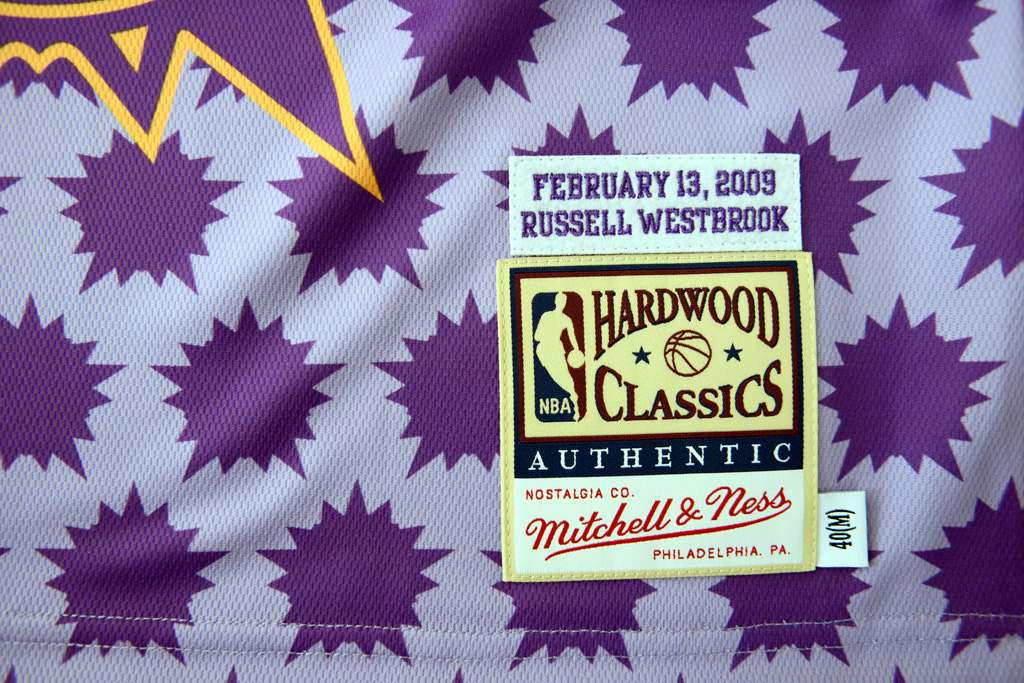 FEBRUARY 13, 2009
RUSSELL WESTBROOK
HARDWOOD
NBA
CLASSICS
AUTHENTIC
NOSTALGIA CO.
Mitchell & Ness
PHILADELPHIA. PA.
40(M)